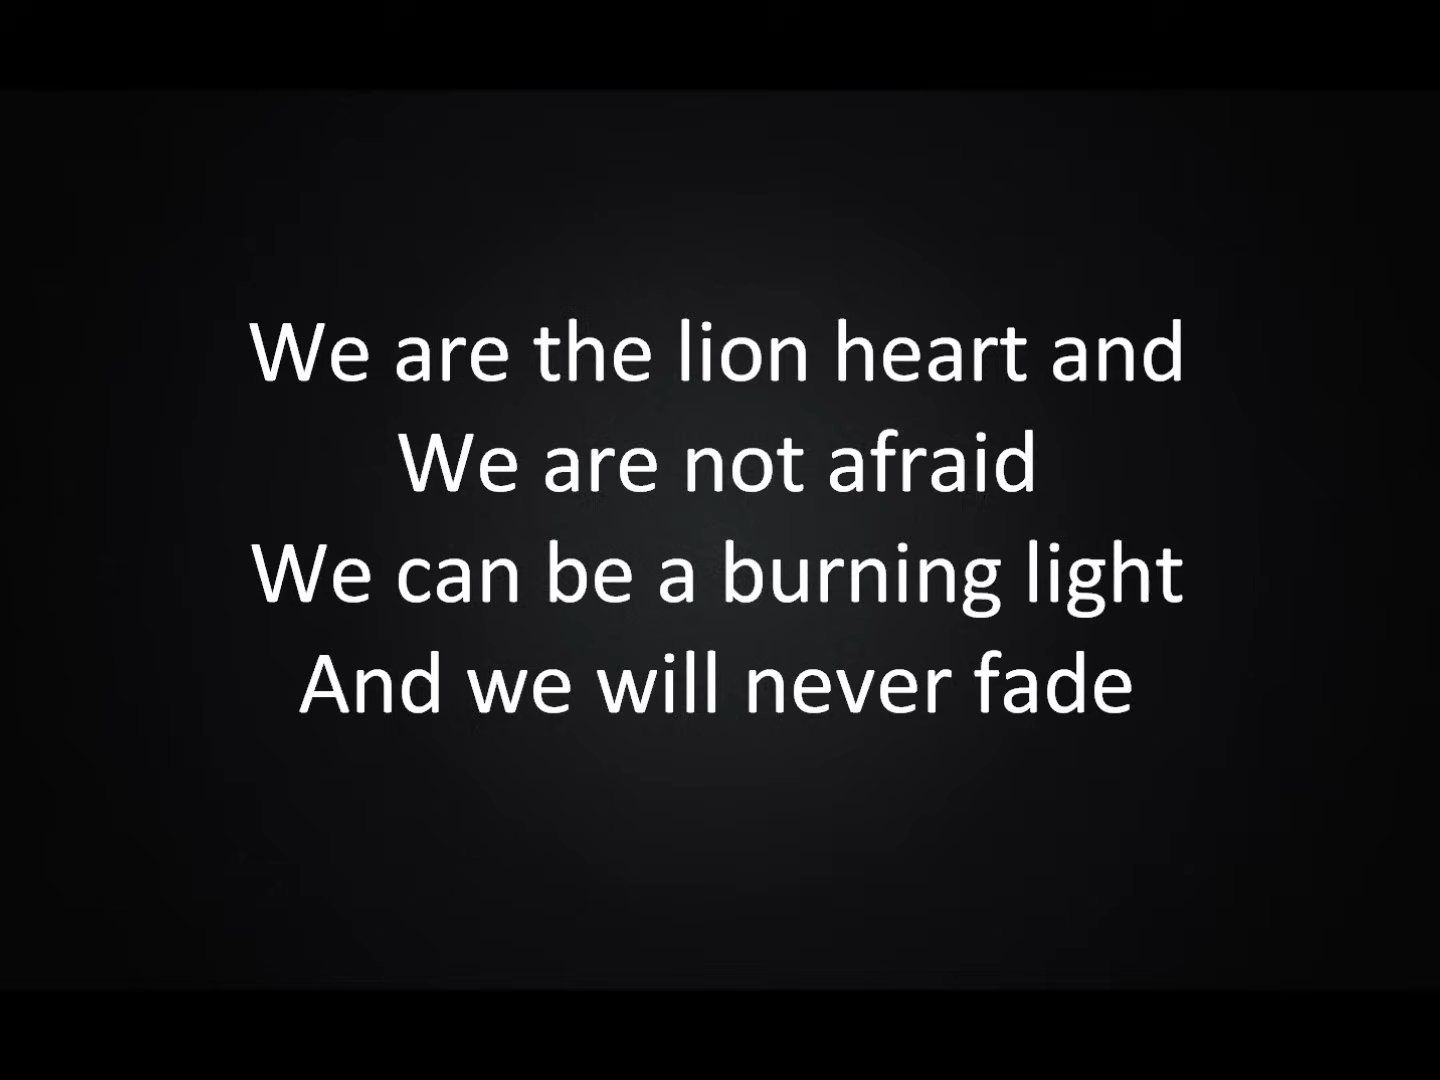 We are the lion heart and
We are not afraid
We can be a burning light
And we will never fade